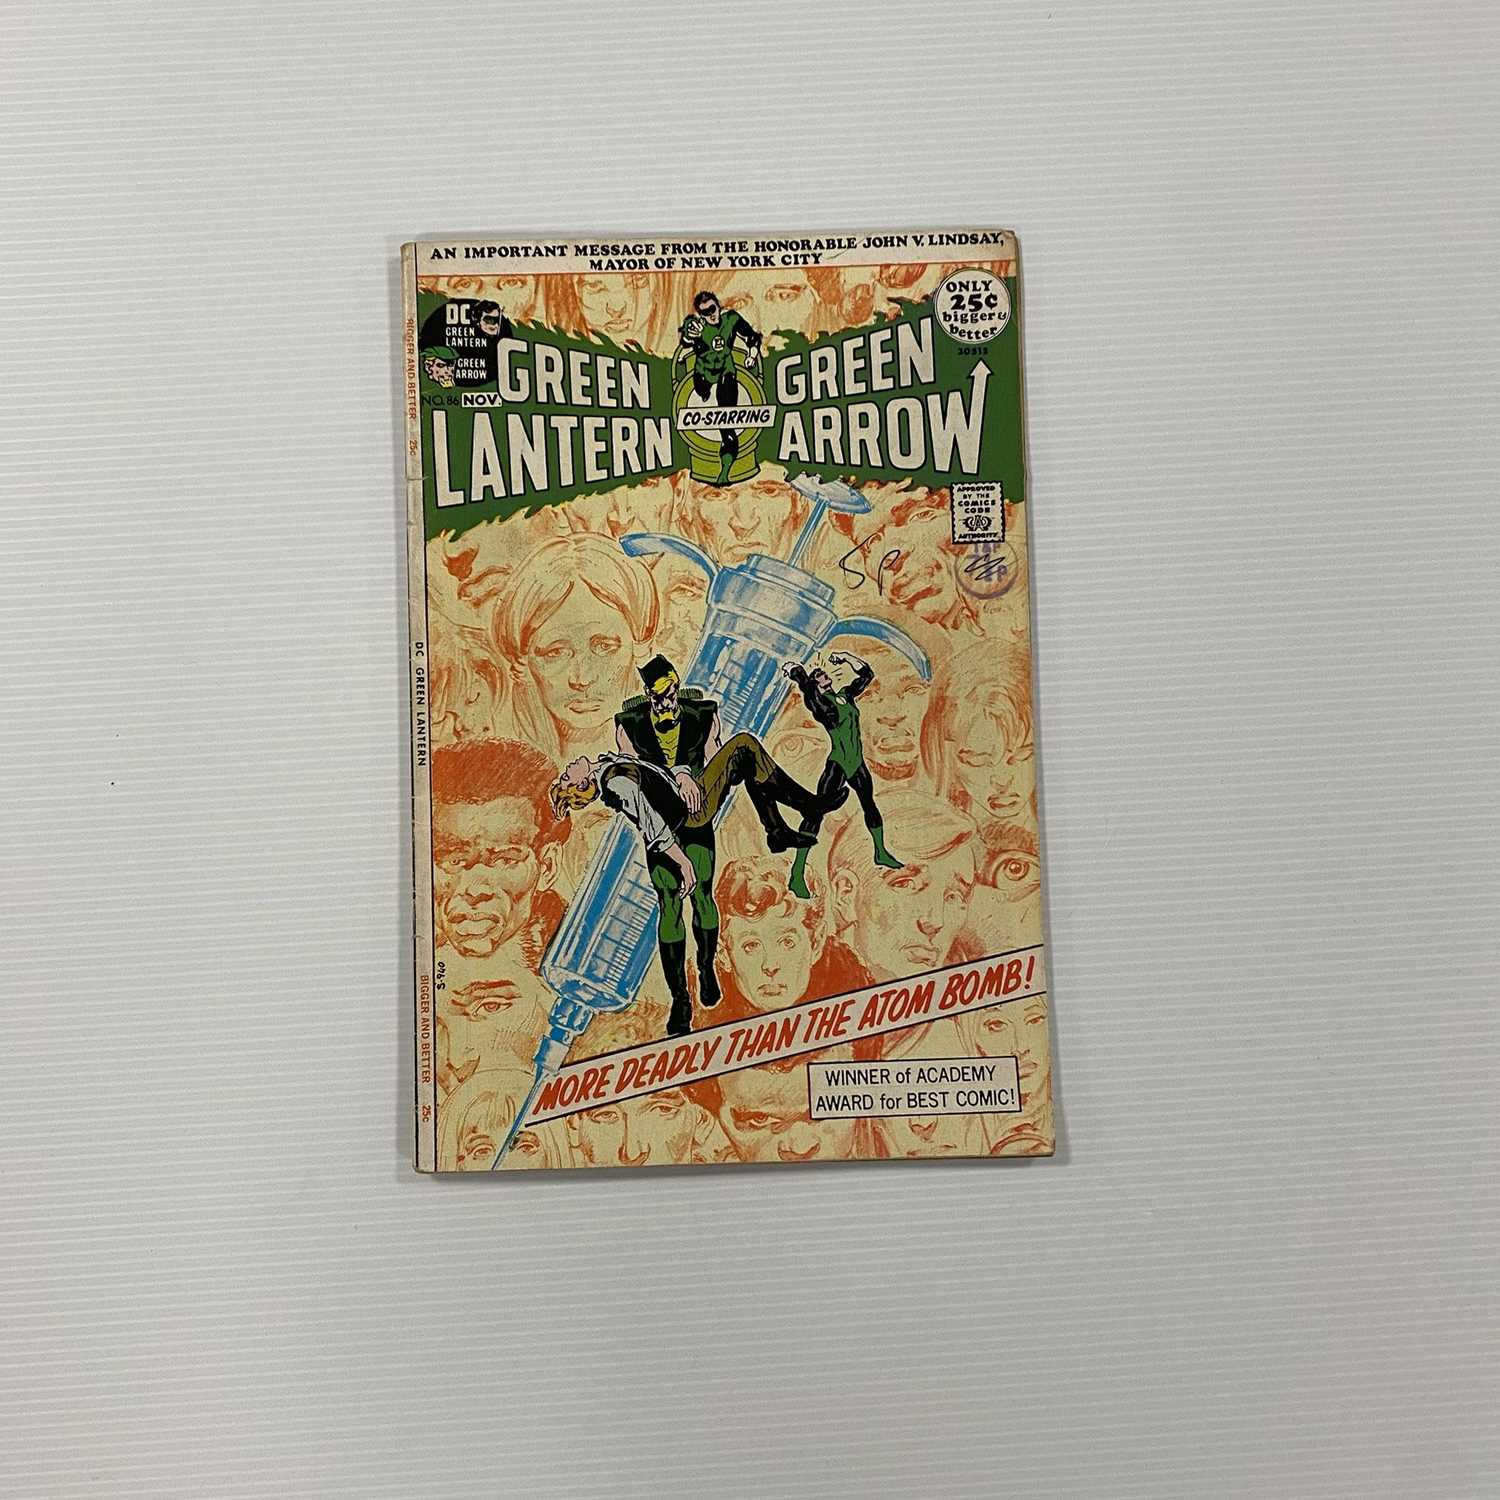 AN IMPORTANT MESSAGE FROM THE HONORABLE JOHN V. LINDSAY,
MAYOR OF NEW YORK CITY
ONLY
25¢
bigger &
better
30513
DC
GREEN
LANTERN
GREEN
ARROW
NO. 86 NOV.
GREEN
LANTERN
CO-STARRING
GREEN
ARROW
APPROVED
BY THE
COMICS
CODE
CA
AUTHORITY
5p
T&P
BIGGER AND BETTER 25¢
DC GREEN LANTERN
BIGGER AND BETTER 25¢
S-940
MORE DEADLY THAN THE ATOM BOMB!
WINNER of ACADEMY
AWARD for BEST COMIC!